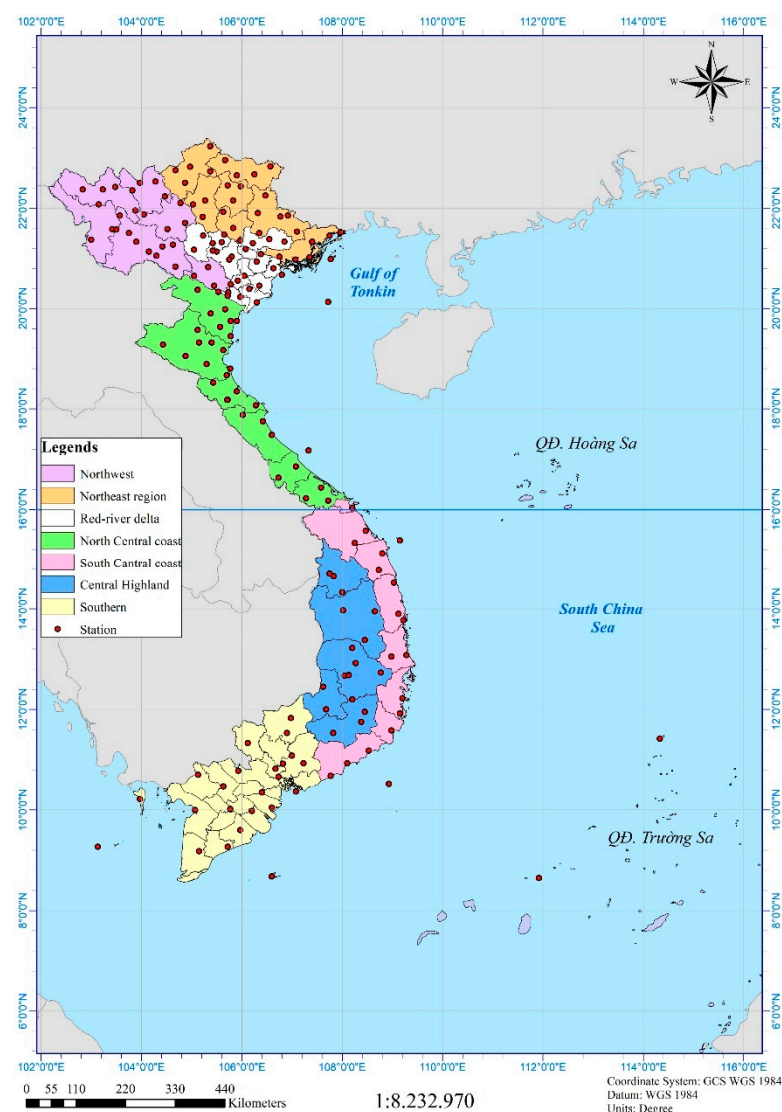 102°0'0"E 104°0'0"E 106°0'0"E 108°0'0"E 110°0'0"E 112°0'0"E 114°0'0"E 116°0'0"E
N
W E
S
24°0'0"N 24°0'0"N
22°0'0"N 22°0'0"N
Gulf of
Tonkin
20°0'0"N 20°0'0"N
18°0'0"N 18°0'0"N
QĐ. Hoàng Sa
Legends
Northwest
Northeast region
Red-river delta
North Central coast
South Cantral coast
Central Highland
Southern
Station
16°0'0"N 16°0'0"N
14°0'0"N 14°0'0"N
South China
Sea
12°0'0"N 12°0'0"N
10°0'0"N 10°0'0"N
QĐ. Trường Sa
8°0'0"N 8°0'0"N
6°0'0"N 6°0'0"N
102°0'0"E 104°0'0"E 106°0'0"E 108°0'0"E 110°0'0"E 112°0'0"E 114°0'0"E 116°0'0"E
0 55 110 220 330 440
Kilometers
1:8.232.970
Coordinate System: GCS WGS 1984
Datum: WGS 1984
Units: Degree